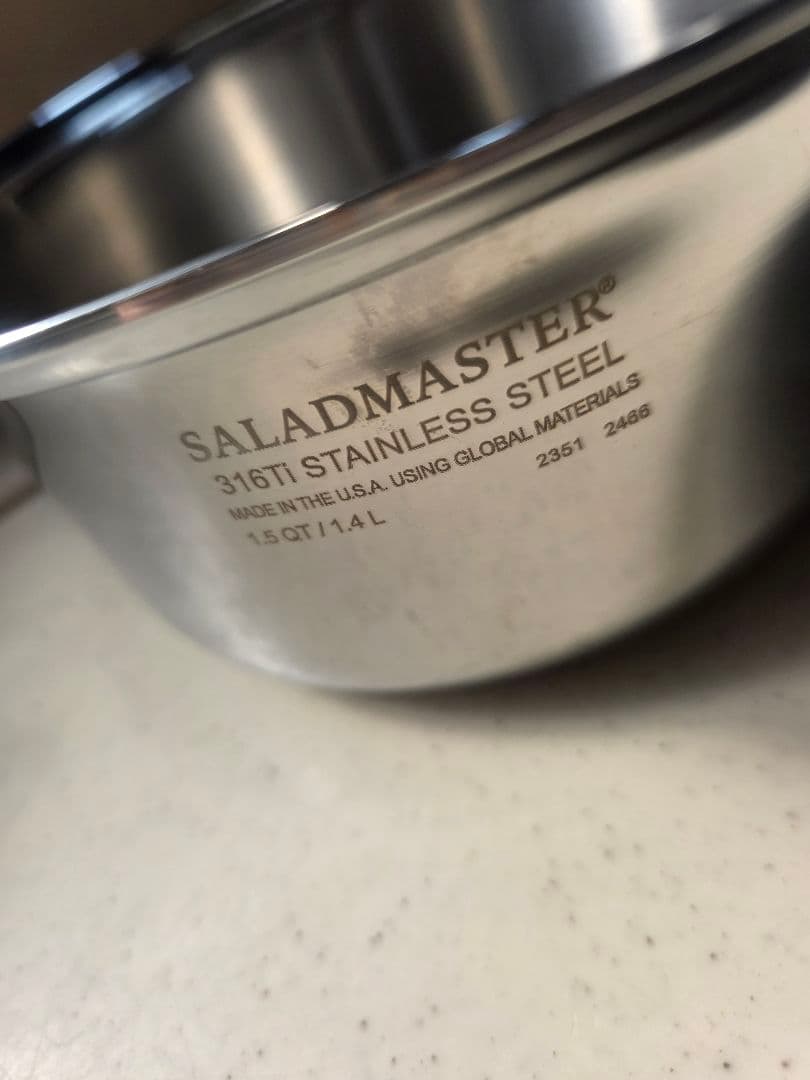 SALADMASTER®
316Ti STAINLESS STEEL
MADE IN THE U.S.A. USING GLOBAL MATERIALS
1.5 QT / 1.4 L
2351 2466